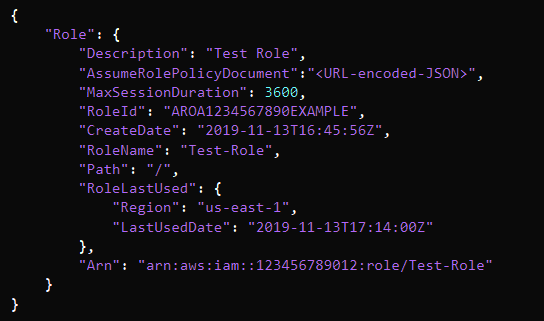 {
    "Role": {
        "Description": "Test Role",
        "AssumeRolePolicyDocument":"<URL-encoded-JSON>",
        "MaxSessionDuration": 3600,
        "RoleId": "AROA1234567890EXAMPLE",
        "CreateDate": "2019-11-13T16:45:56Z",
        "RoleName": "Test-Role",
        "Path": "/",
        "RoleLastUsed": {
            "Region": "us-east-1",
            "LastUsedDate": "2019-11-13T17:14:00Z"
        },
        "Arn": "arn:aws:iam::123456789012:role/Test-Role"
    }
}